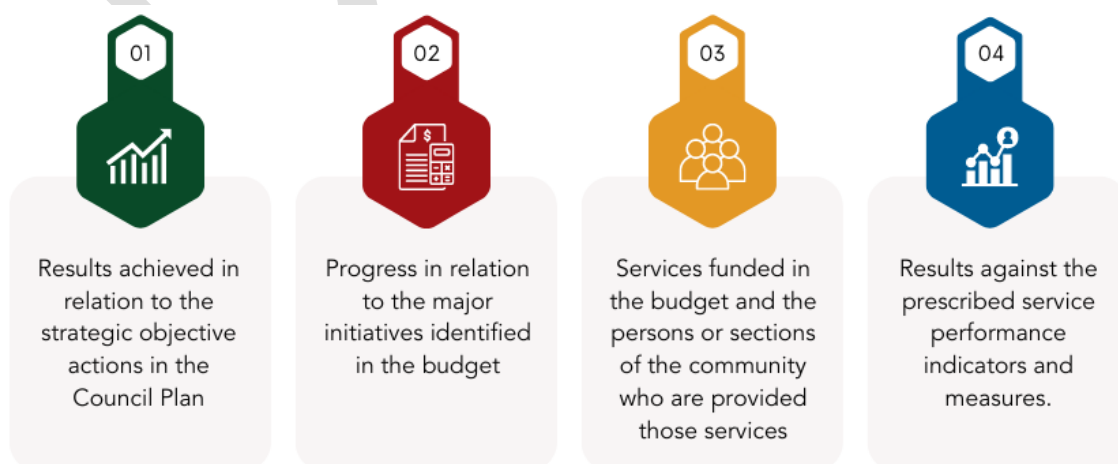 01
Results achieved in
relation to the
strategic objective
actions in the
Council Plan
02
$
Progress in relation
to the major
initiatives identified
in the budget
03
Services funded in
the budget and the
persons or sections
of the community
who are provided
those services
04
Results against the
prescribed service
performance
indicators and
measures.